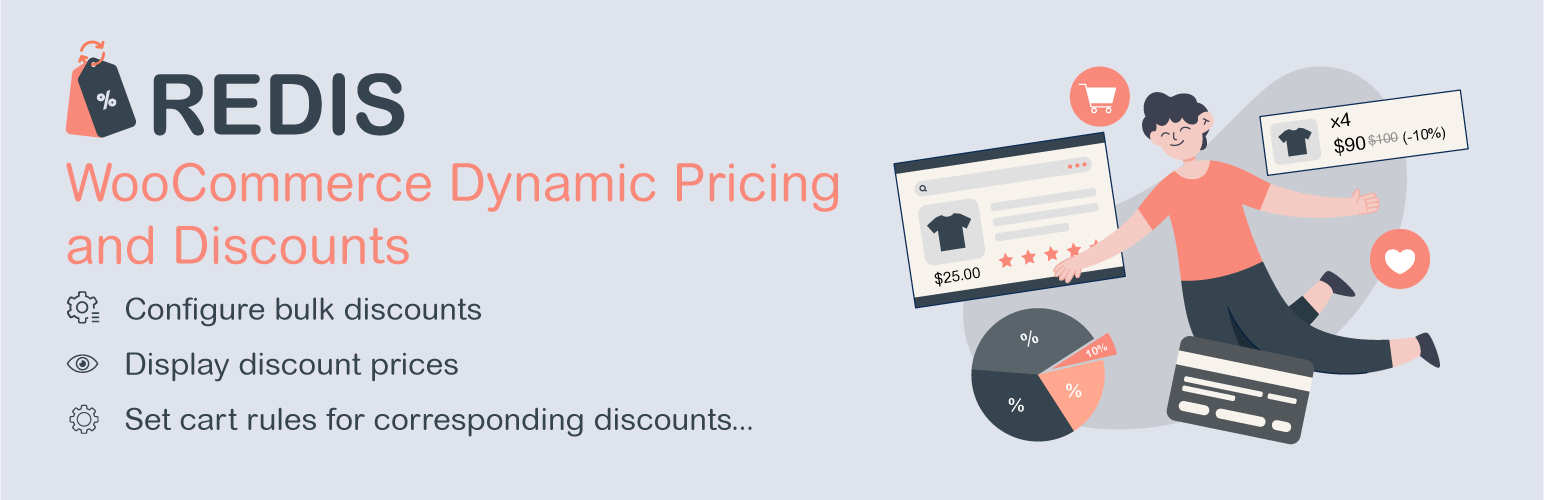 %
REDIS
WooCommerce Dynamic Pricing
and Discounts
Configure bulk discounts
Display discount prices
Set cart rules for corresponding discounts...
$25.00
x4
$90 $100 (-10%)
%
10%
%
%